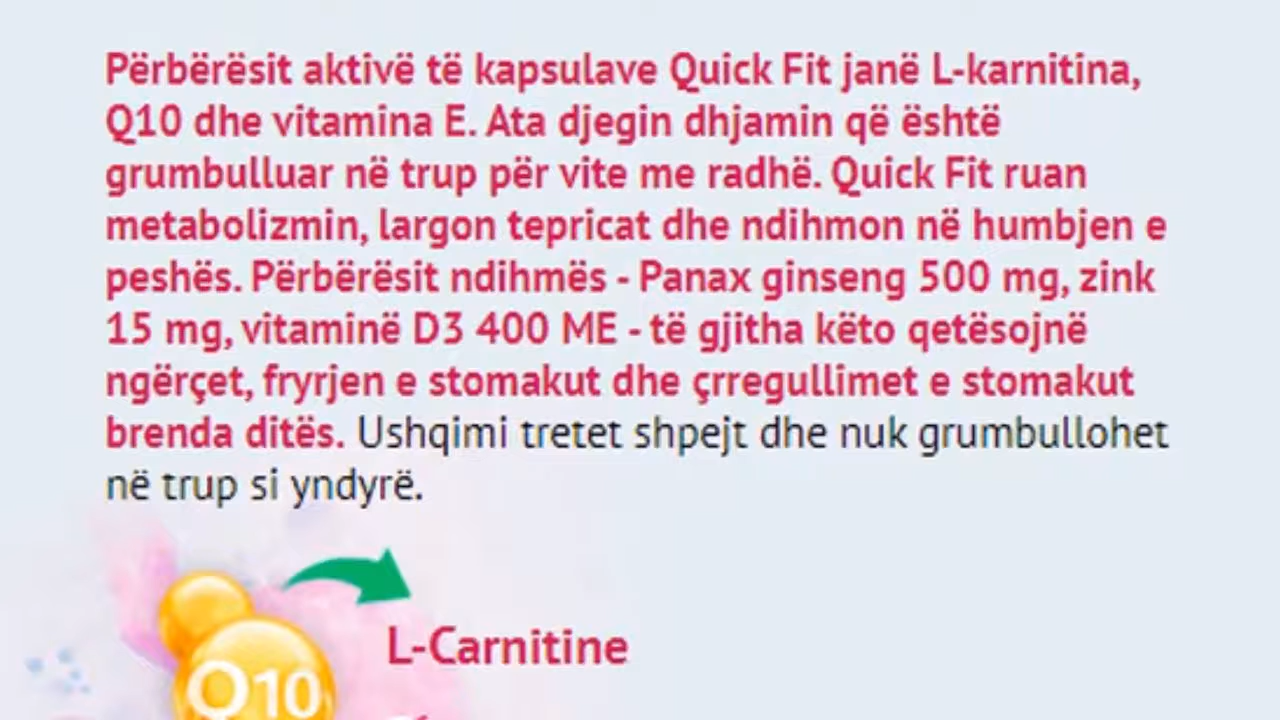 Përbërësit aktivë të kapsulave Quick Fit janë L-karnitina,
Q10 dhe vitamina E. Ata djegin dhjamin që është
grumbulluar në trup për vite me radhë. Quick Fit ruan
metabolizmin, largon tepricat dhe ndihmon në humbjen e
peshës. Përbërësit ndihmës - Panax ginseng 500 mg, zink
15 mg, vitaminë D3 400 ME - të gjitha këto qetësojnë
ngërçet, fryrjen e stomakut dhe çrregullimet e stomakut
brenda ditës. Ushqimi tretet shpejt dhe nuk grumbullohet
në trup si yndyrë.
L-Carnitine
Q10